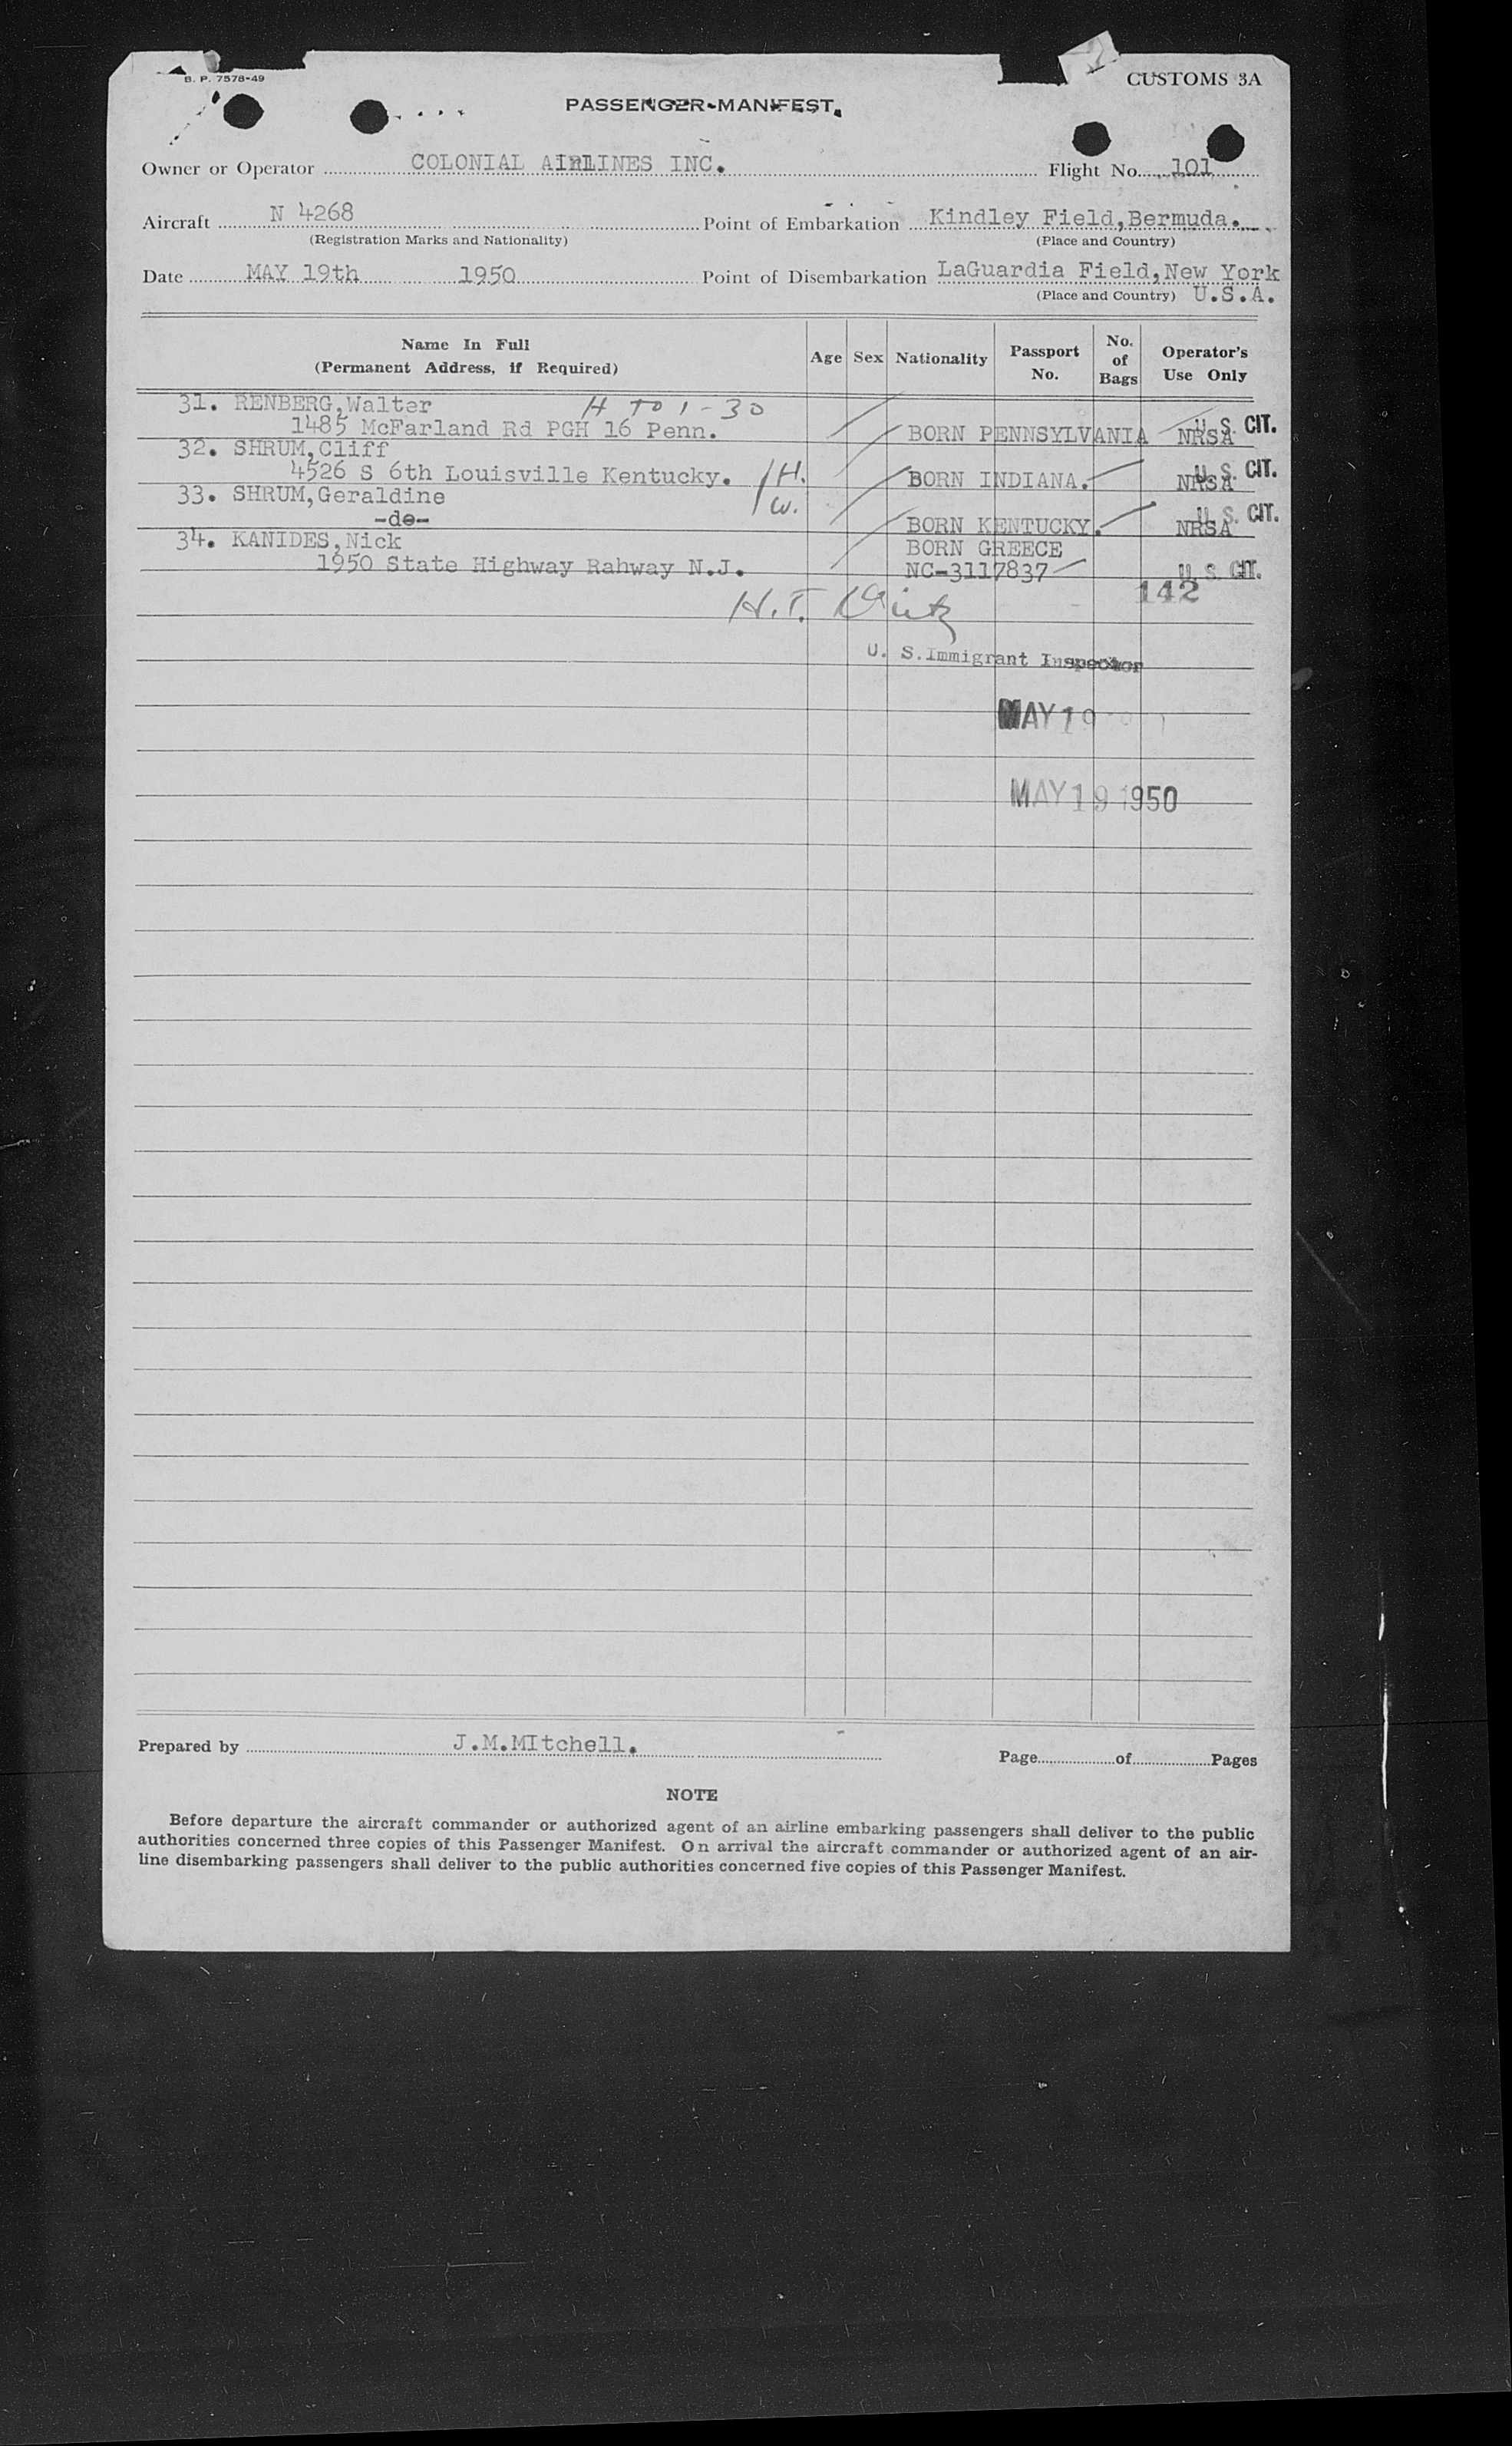 B. P. 7578-49
CUSTOMS 3A
PASSENGER MANIFEST
Owner or Operator COLONIAL AIRLINES INC. Flight No. 101
Aircraft N 4268 Point of Embarkation Kindley Field,Bermuda.
(Registration Marks and Nationality) (Place and Country)
Date MAY 19th 1950 Point of Disembarkation LaGuardia Field,New York
(Place and Country) U.S.A.
Name In Full (Permanent Address, if Required) Age Sex Nationality Passport No. No. of Bags Operator's Use Only
31. RENBERG,Walter H TO 1-30
1485 McFarland Rd PGH 16 Penn. BORN PENNSYLVANIA NRSA U. S. CIT.
32. SHRUM,Cliff
4526 S 6th Louisville Kentucky. H. BORN INDIANA. NRSA U. S. CIT.
33. SHRUM,Geraldine W.
-do- BORN KENTUCKY. NRSA U. S. CIT.
34. KANIDES,Nick BORN GREECE
1950 State Highway Rahway N.J. NC-3117837 U. S. CIT.
142
H.T.
U. S. Immigrant Inspector
MAY 19
MAY 19 1950
Prepared by J.M.MItchell. Page of Pages
NOTE
Before departure the aircraft commander or authorized agent of an airline embarking passengers shall deliver to the public
authorities concerned three copies of this Passenger Manifest. On arrival the aircraft commander or authorized agent of an air-
line disembarking passengers shall deliver to the public authorities concerned five copies of this Passenger Manifest.